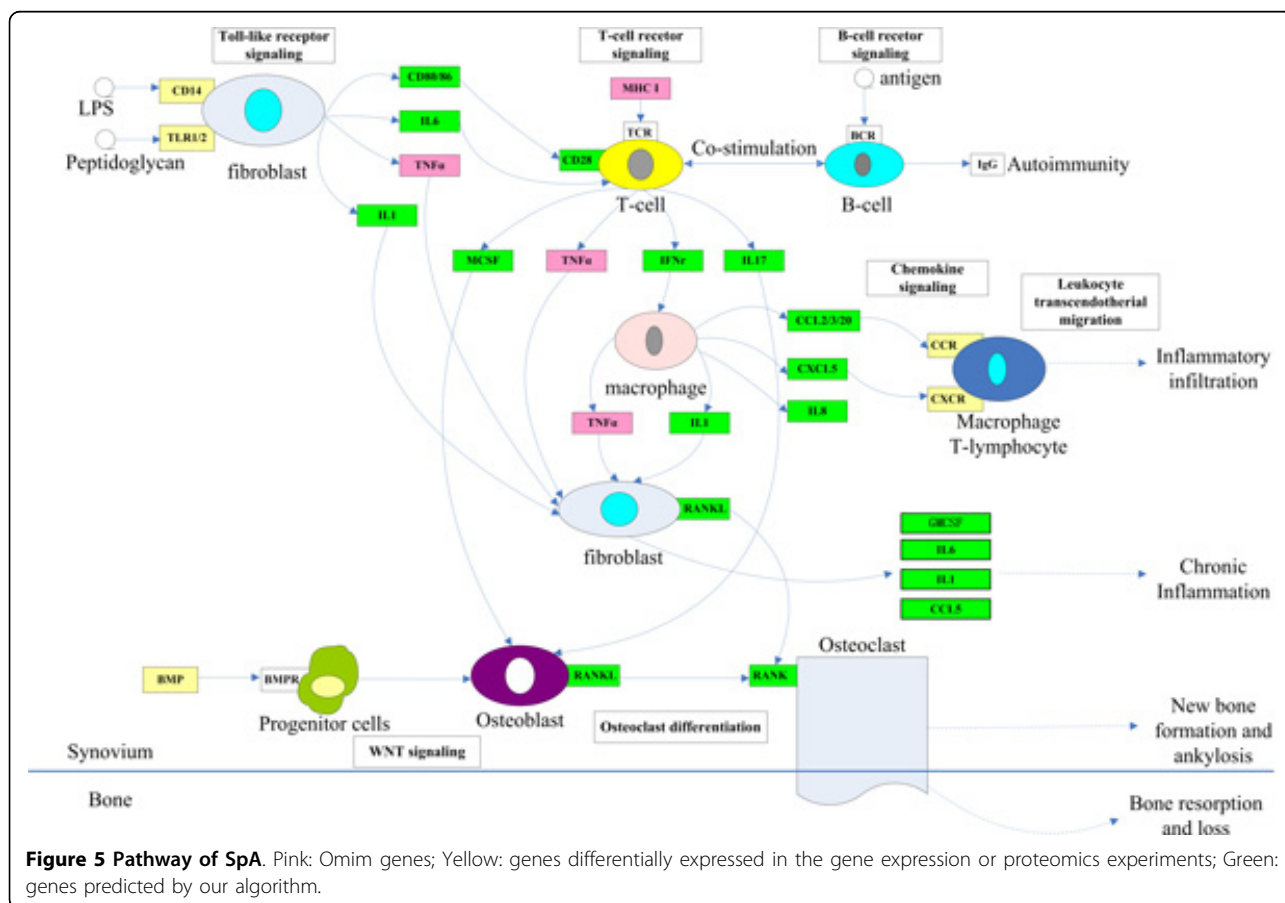 Toll-like receptor
signaling
T-cell recetor
signaling
B-cell recetor
signaling
LPS
CD14
Peptidoglycan
TLR1/2
fibroblast
CD80/86
IL6
TNFα
IL1
MHC I
TCR
CD28
T-cell
Co-stimulation
antigen
BCR
B-cell
IgG
Autoimmunity
MCSF
TNFα
IFNr
IL17
Chemokine
signaling
Leukocyte
transcendotherial
migration
macrophage
CCL2/3/20
CXCL5
IL8
CCR
CXCR
Macrophage
T-lymphocyte
Inflammatory
infiltration
TNFα
IL1
fibroblast
RANKL
GMCSF
IL6
IL1
CCL5
Chronic
Inflammation
BMP
BMPR
Progenitor cells
WNT signaling
Osteoblast
RANKL
Osteoclast differentiation
RANK
Osteoclast
New bone
formation and
ankylosis
Synovium
Bone
Bone resorption
and loss
Figure 5 Pathway of SpA. Pink: Omim genes; Yellow: genes differentially expressed in the gene expression or proteomics experiments; Green:
genes predicted by our algorithm.